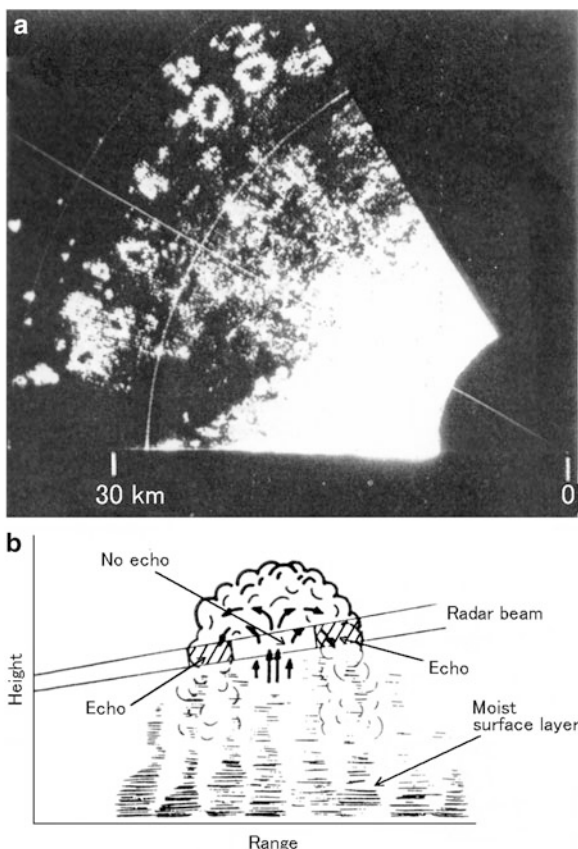 a
30 km
0
b
No echo
Radar beam
Echo
Echo
Moist
surface layer
Height
Range